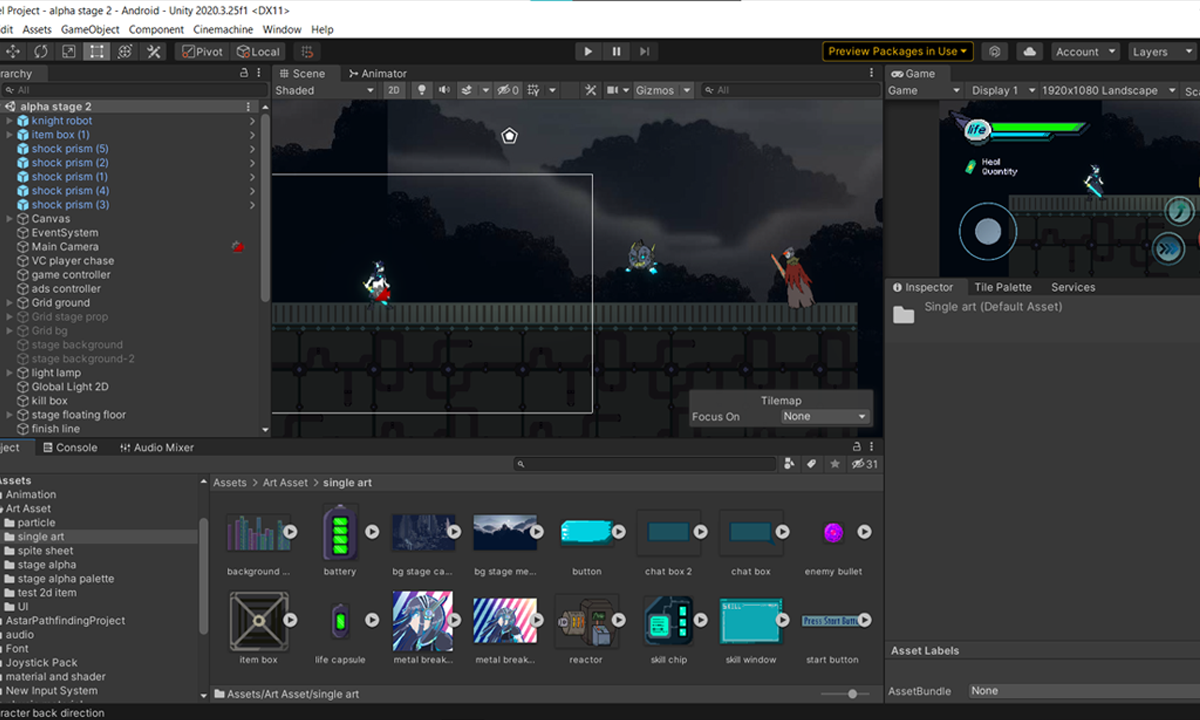 el Project - alpha stage 2 - Android - Unity 2020.3.25f1 <DX11>
dit Assets GameObject Component Cinemachine Window Help
Pivot Local Preview Packages in Use Account Layers
rarchy
All
alpha stage 2
knight robot
item box (1)
shock prism (5)
shock prism (2)
shock prism (1)
shock prism (4)
shock prism (3)
Canvas
EventSystem
Main Camera
VC player chase
game controller
ads controller
Grid ground
Grid stage prop
Grid bg
stage background
stage background-2
light lamp
Global Light 2D
kill box
stage floating floor
finish line
Scene Animator
Shaded 2D 0 Gizmos All
Tilemap
Focus On None
Game
Game Display 1 1920x1080 Landscape Sca
life
Heal
Quantity
Inspector Tile Palette Services
Single art (Default Asset)
Asset Labels
AssetBundle None
ject Console Audio Mixer
31
Assets
Animation
Art Asset
particle
single art
spite sheet
stage alpha
stage alpha palette
test 2d item
UI
AstarPathfindingProject
audio
Font
Joystick Pack
material and shader
New Input System
Assets > Art Asset > single art
background ... battery bg stage ca... bg stage me... button chat box 2 chat box enemy bullet
SKILL
Press Start Butt
item box life capsule metal break... metal break... reactor skill chip skill window start button
Assets/Art Asset/single art
racter back direction